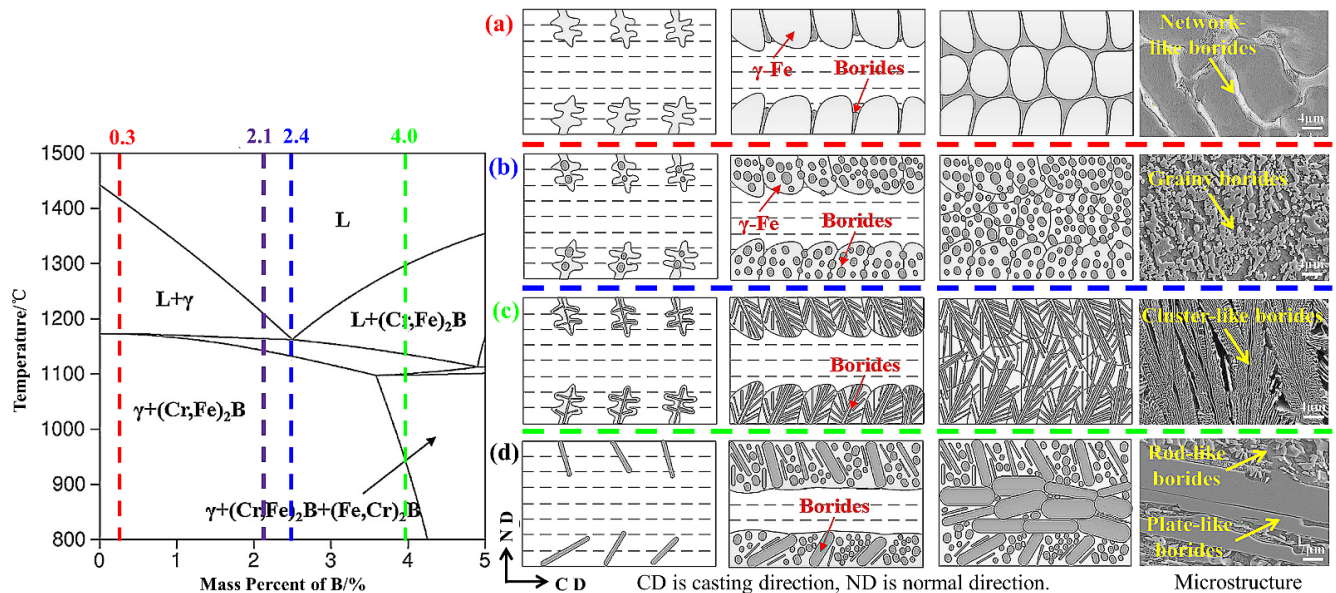 0.3
2.1
2.4
4.0
1500
1400
1300
1200
1100
1000
900
800
Temperature/℃
L
L+γ
L+(Cr,Fe)₂B
γ+(Cr,Fe)₂B
γ+(Cr,Fe)₂B+(Fe,Cr)₂B
0
1
2
3
4
5
Mass Percent of B/%
(a)
γ-Fe
Borides
Network-
like borides
4μm
(b)
γ-Fe
Borides
Grainy borides
(c)
Borides
Cluster-like borides
(d)
Borides
Rod-like
borides
Plate-like
borides
N D
C D
CD is casting direction, ND is normal direction.
Microstructure